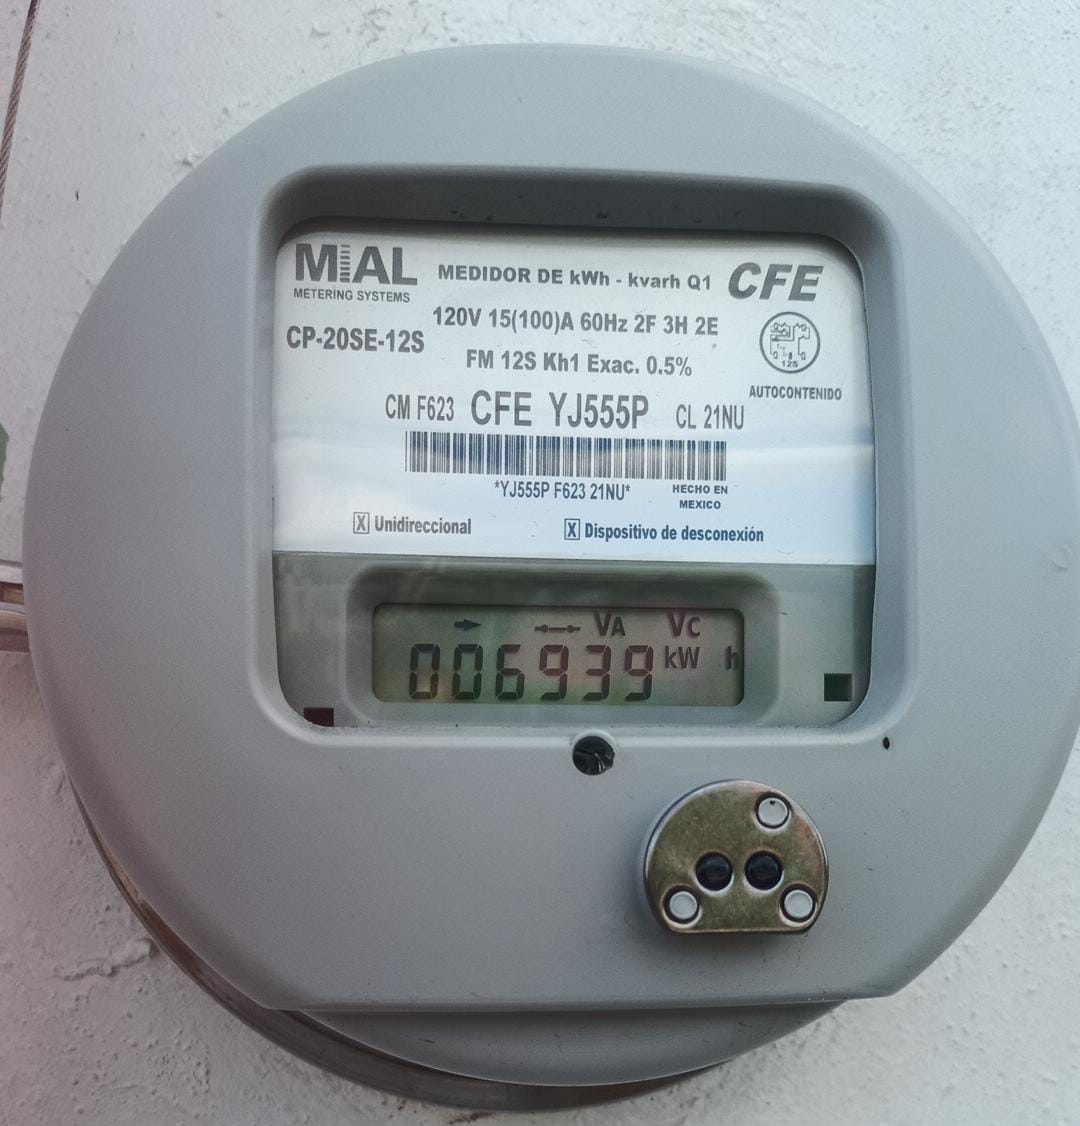 MIAL
METERING SYSTEMS
MEDIDOR DE kWh - kvarh Q1
CFE
120V 15(100)A 60Hz 2F 3H 2E
CP-20SE-12S
FM 12S Kh1 Exac. 0.5%
12S
AUTOCONTENIDO
CM F623 CFE YJ555P CL 21NU
*YJ555P F623 21NU*
HECHO EN
MEXICO
X Unidireccional
X Dispositivo de desconexión
VA VC
006939 kW h